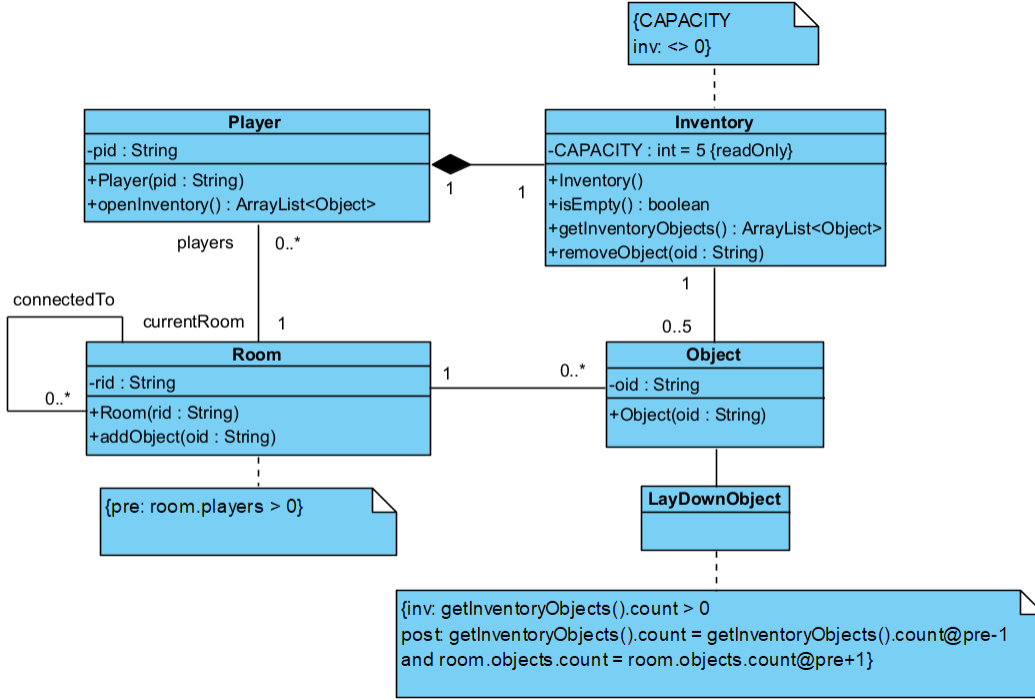 {CAPACITY
inv: <> 0}
Player
-pid : String
+Player(pid : String)
+openInventory() : ArrayList<Object>
Inventory
-CAPACITY : int = 5 {readOnly}
+Inventory()
+isEmpty() : boolean
+getInventoryObjects() : ArrayList<Object>
+removeObject(oid : String)
1
1
players
0..*
1
connectedTo
currentRoom
1
0..5
Room
-rid : String
+Room(rid : String)
+addObject(oid : String)
0..*
1
0..*
Object
-oid : String
+Object(oid : String)
{pre: room.players > 0}
LayDownObject
{inv: getInventoryObjects().count > 0
post: getInventoryObjects().count = getInventoryObjects().count@pre-1
and room.objects.count = room.objects.count@pre+1}